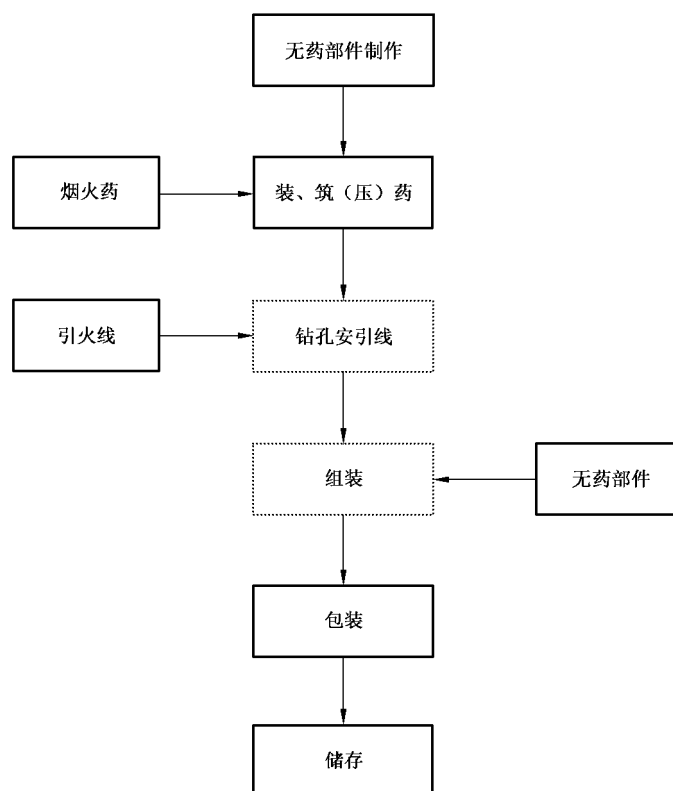 无药部件制作
烟火药
装、筑（压）药
引火线
钻孔安引线
组装
无药部件
包装
储存